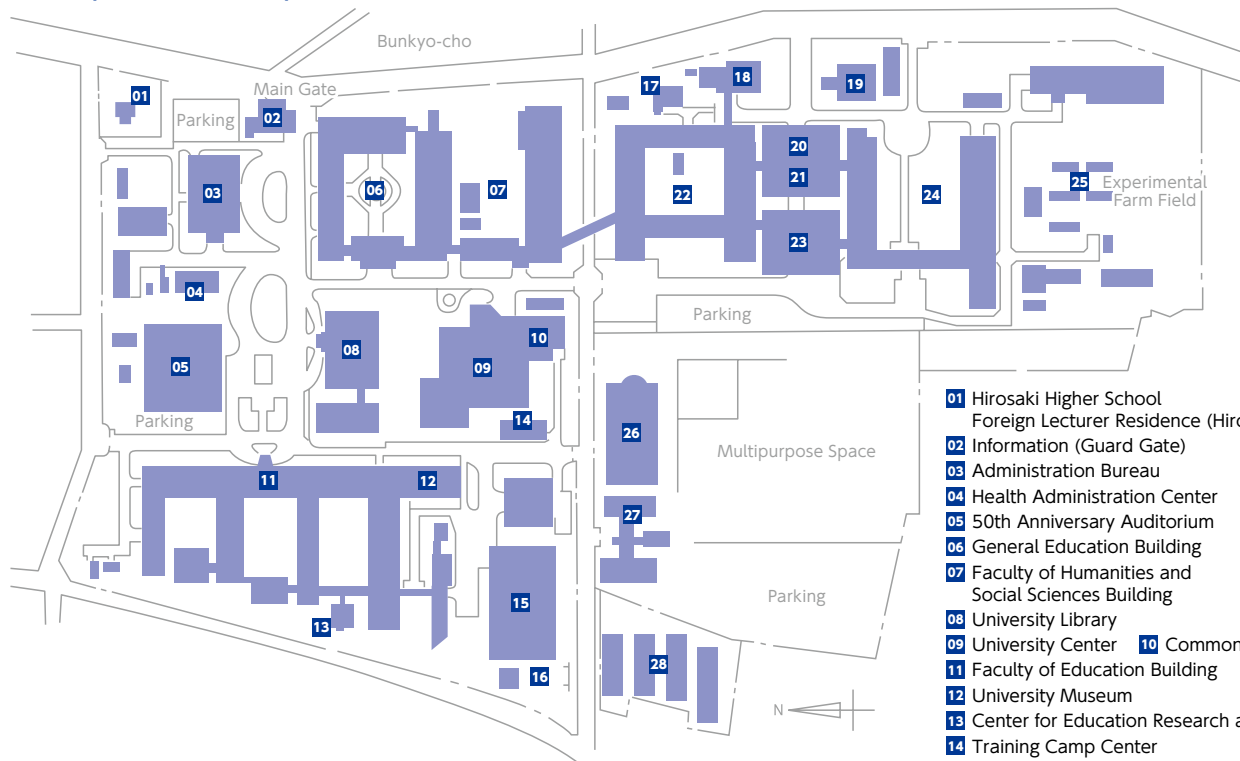 Bunkyo-cho
Main Gate
Parking
01
02
03
04
05
06
07
08
09
10
11
12
13
14
15
16
17
18
19
20
21
22
23
24
25
26
27
28
Experimental
Farm Field
Parking
Parking
Multipurpose Space
Parking
N
01 Hirosaki Higher School
Foreign Lecturer Residence
02 Information (Guard Gate)
03 Administration Bureau
04 Health Administration Center
05 50th Anniversary Auditorium
06 General Education Building
07 Faculty of Humanities and
Social Sciences Building
08 University Library
09 University Center 10 Common
11 Faculty of Education Building
12 University Museum
13 Center for Education Research
14 Training Camp Center